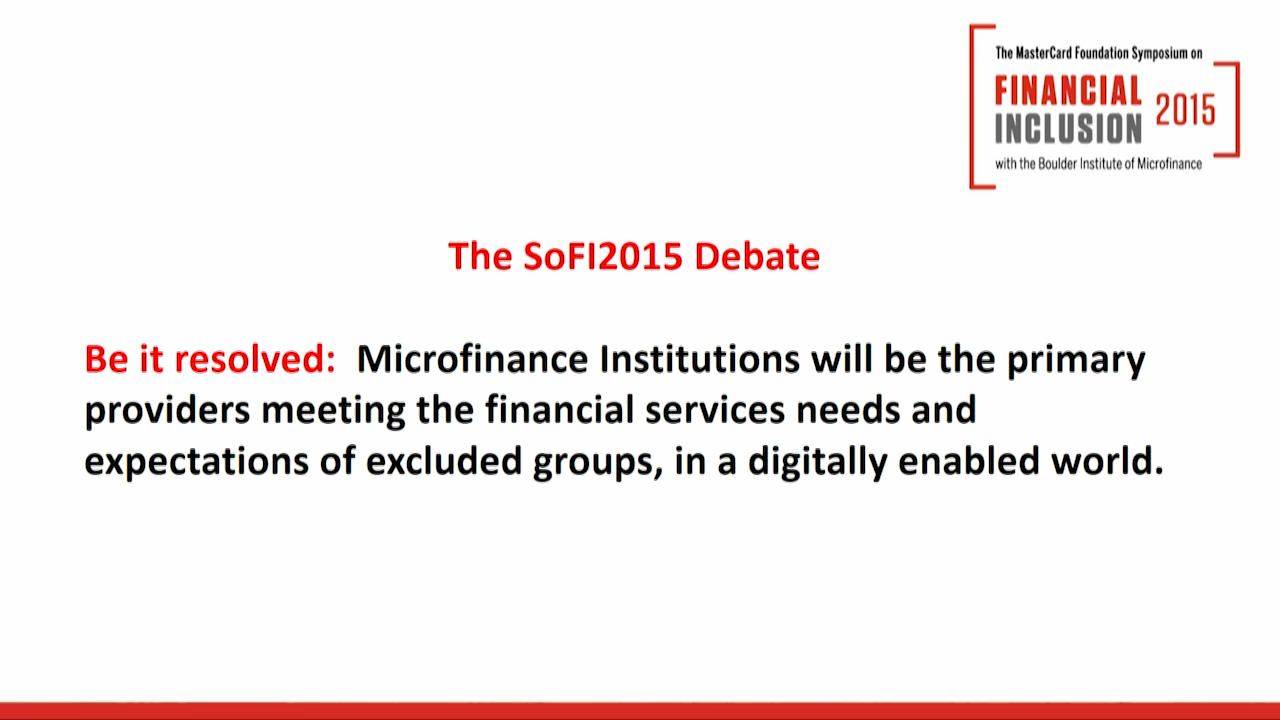 The MasterCard Foundation Symposium on
FINANCIAL
INCLUSION
2015
with the Boulder Institute of Microfinance
The SoFI2015 Debate
Be it resolved: Microfinance Institutions will be the primary
providers meeting the financial services needs and
expectations of excluded groups, in a digitally enabled world.